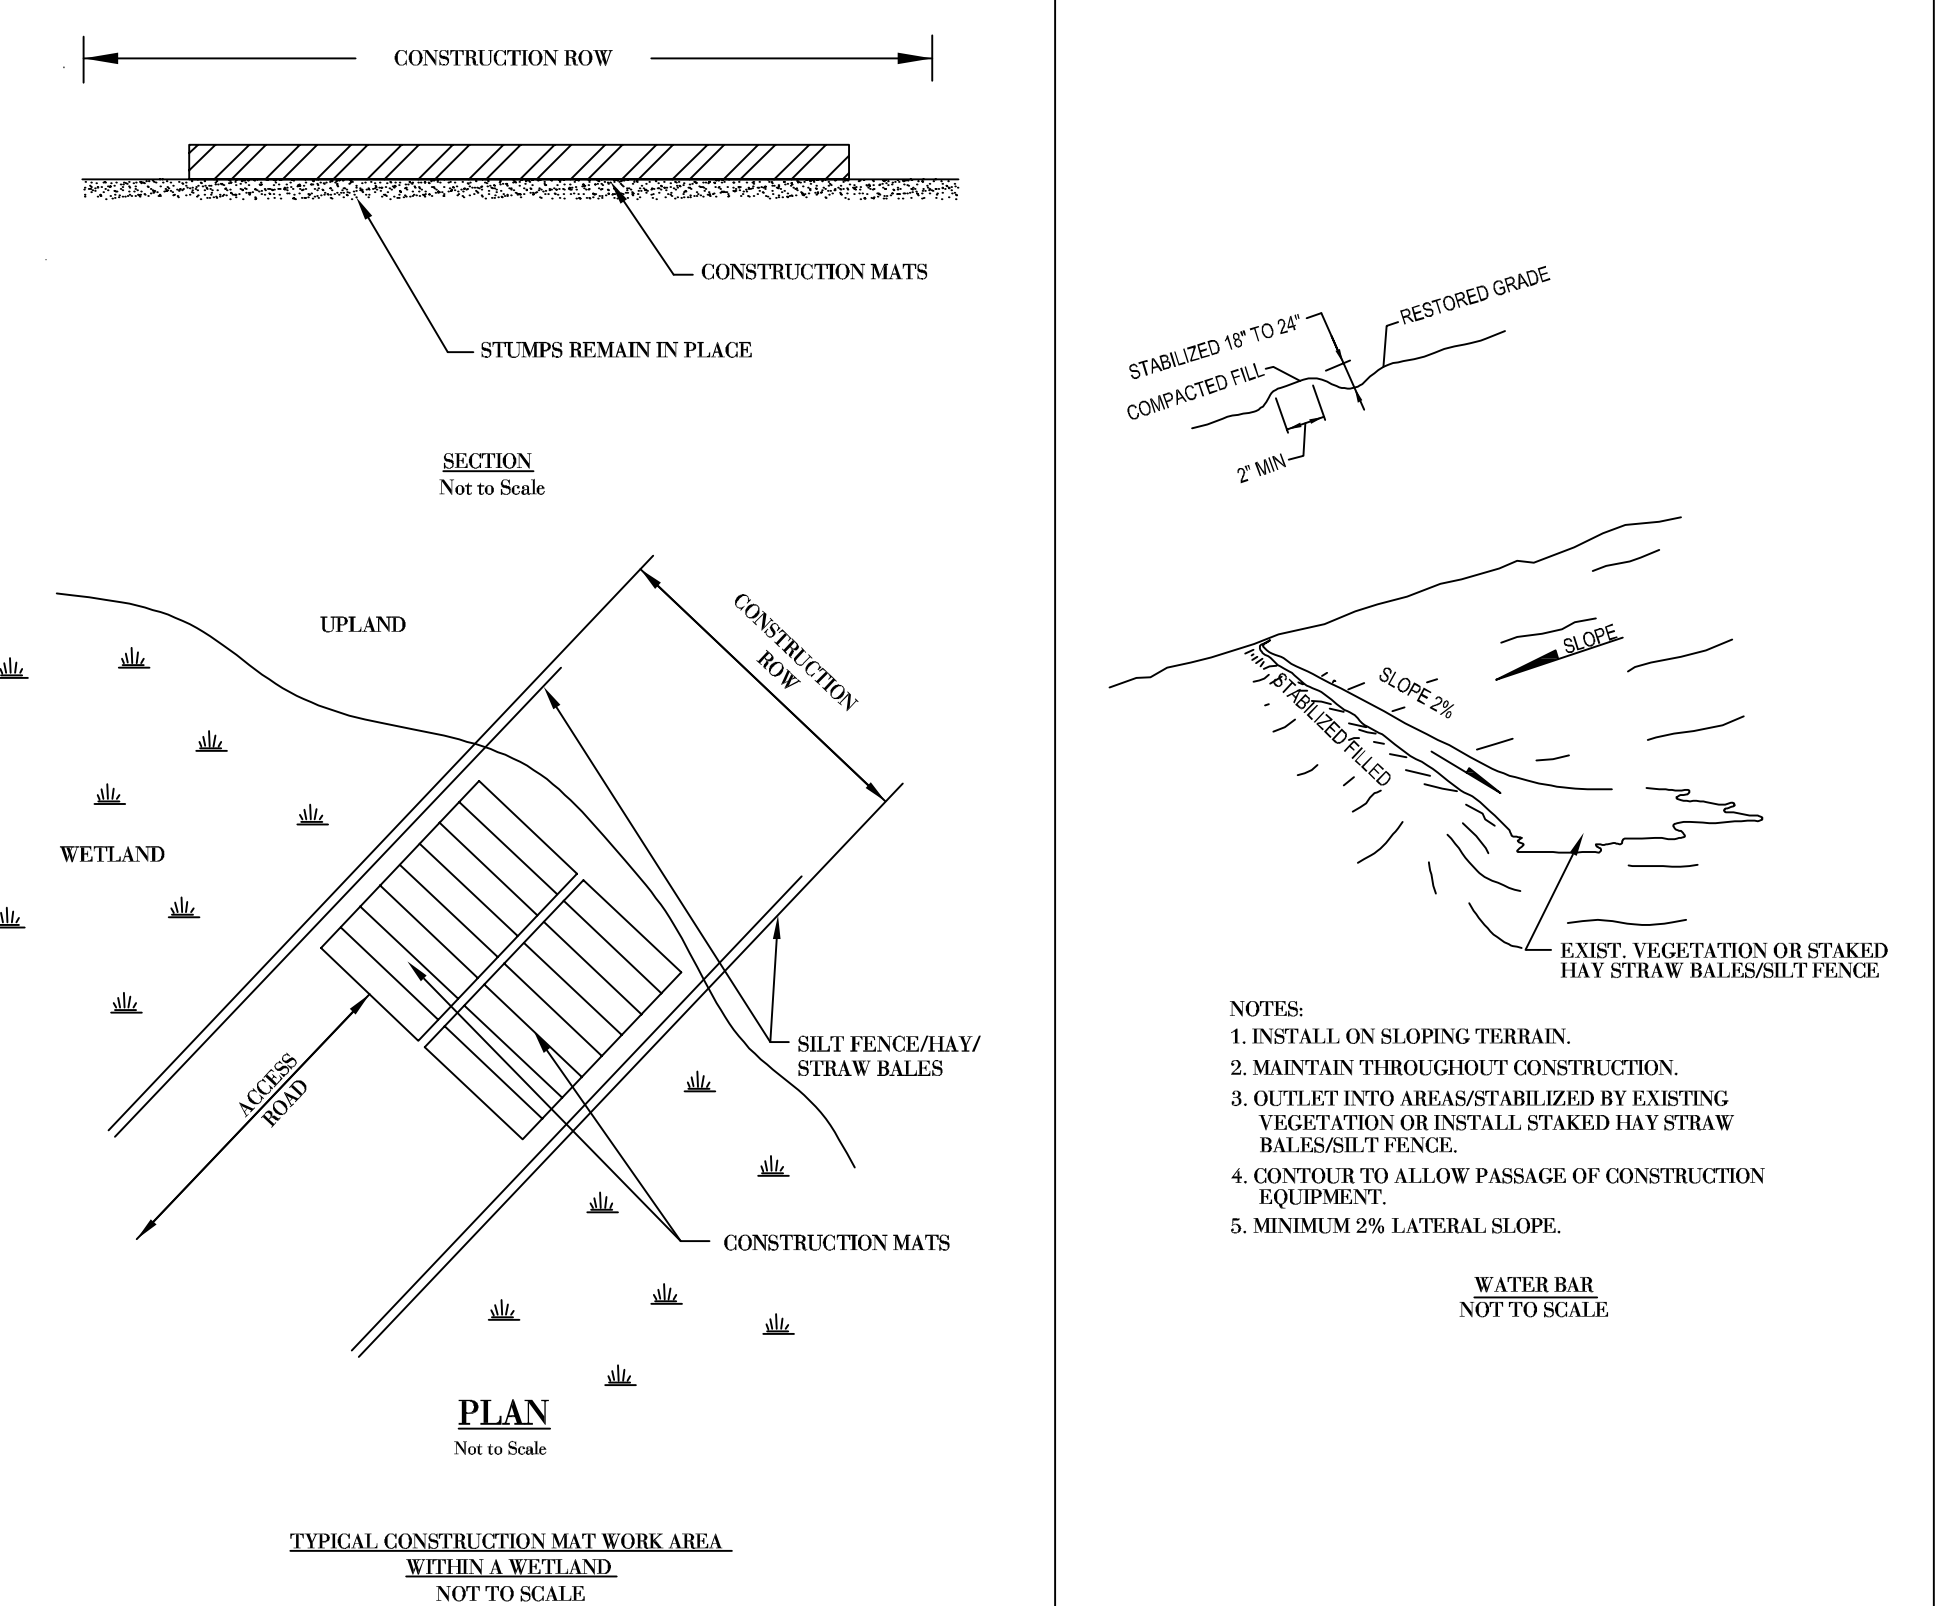 CONSTRUCTION ROW
CONSTRUCTION MATS
STUMPS REMAIN IN PLACE
SECTION
Not to Scale
UPLAND
CONSTRUCTION
ROW
WETLAND
ACCESS
ROAD
SILT FENCE/HAY/
STRAW BALES
CONSTRUCTION MATS
PLAN
Not to Scale
TYPICAL CONSTRUCTION MAT WORK AREA
WITHIN A WETLAND
NOT TO SCALE
RESTORED GRADE
STABILIZED 18" TO 24"
COMPACTED FILL
2" MIN
SLOPE
SLOPE 2%
STABILIZED FILLED
EXIST. VEGETATION OR STAKED
HAY STRAW BALES/SILT FENCE
NOTES:
1. INSTALL ON SLOPING TERRAIN.
2. MAINTAIN THROUGHOUT CONSTRUCTION.
3. OUTLET INTO AREAS/STABILIZED BY EXISTING
VEGETATION OR INSTALL STAKED HAY STRAW
BALES/SILT FENCE.
4. CONTOUR TO ALLOW PASSAGE OF CONSTRUCTION
EQUIPMENT.
5. MINIMUM 2% LATERAL SLOPE.
WATER BAR
NOT TO SCALE